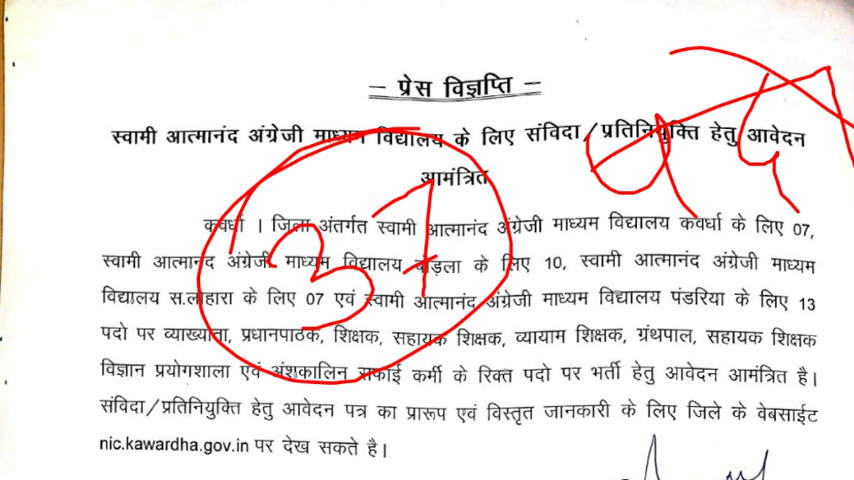 – प्रेस विज्ञप्ति –
स्वामी आत्मानंद अंग्रेजी माध्यम विद्यालय के लिए संविदा/प्रतिनियुक्ति हेतु आवेदन
आमंत्रित
कवर्धा । जिला अंतर्गत स्वामी आत्मानंद अंग्रेजी माध्यम विद्यालय कवर्धा के लिए 07,
स्वामी आत्मानंद अंग्रेजी माध्यम विद्यालय बोड़ला के लिए 10, स्वामी आत्मानंद अंग्रेजी माध्यम
विद्यालय स.लोहारा के लिए 07 एवं स्वामी आत्मानंद अंग्रेजी माध्यम विद्यालय पंडरिया के लिए 13
पदो पर व्याख्याता, प्रधानपाठक, शिक्षक, सहायक शिक्षक, व्यायाम शिक्षक, ग्रंथपाल, सहायक शिक्षक
विज्ञान प्रयोगशाला एवं अंशकालिन सफाई कर्मी के रिक्त पदो पर भर्ती हेतु आवेदन आमंत्रित है।
संविदा/प्रतिनियुक्ति हेतु आवेदन पत्र का प्रारूप एवं विस्तृत जानकारी के लिए जिले के वेबसाईट
nic.kawardha.gov.in पर देख सकते है।
37